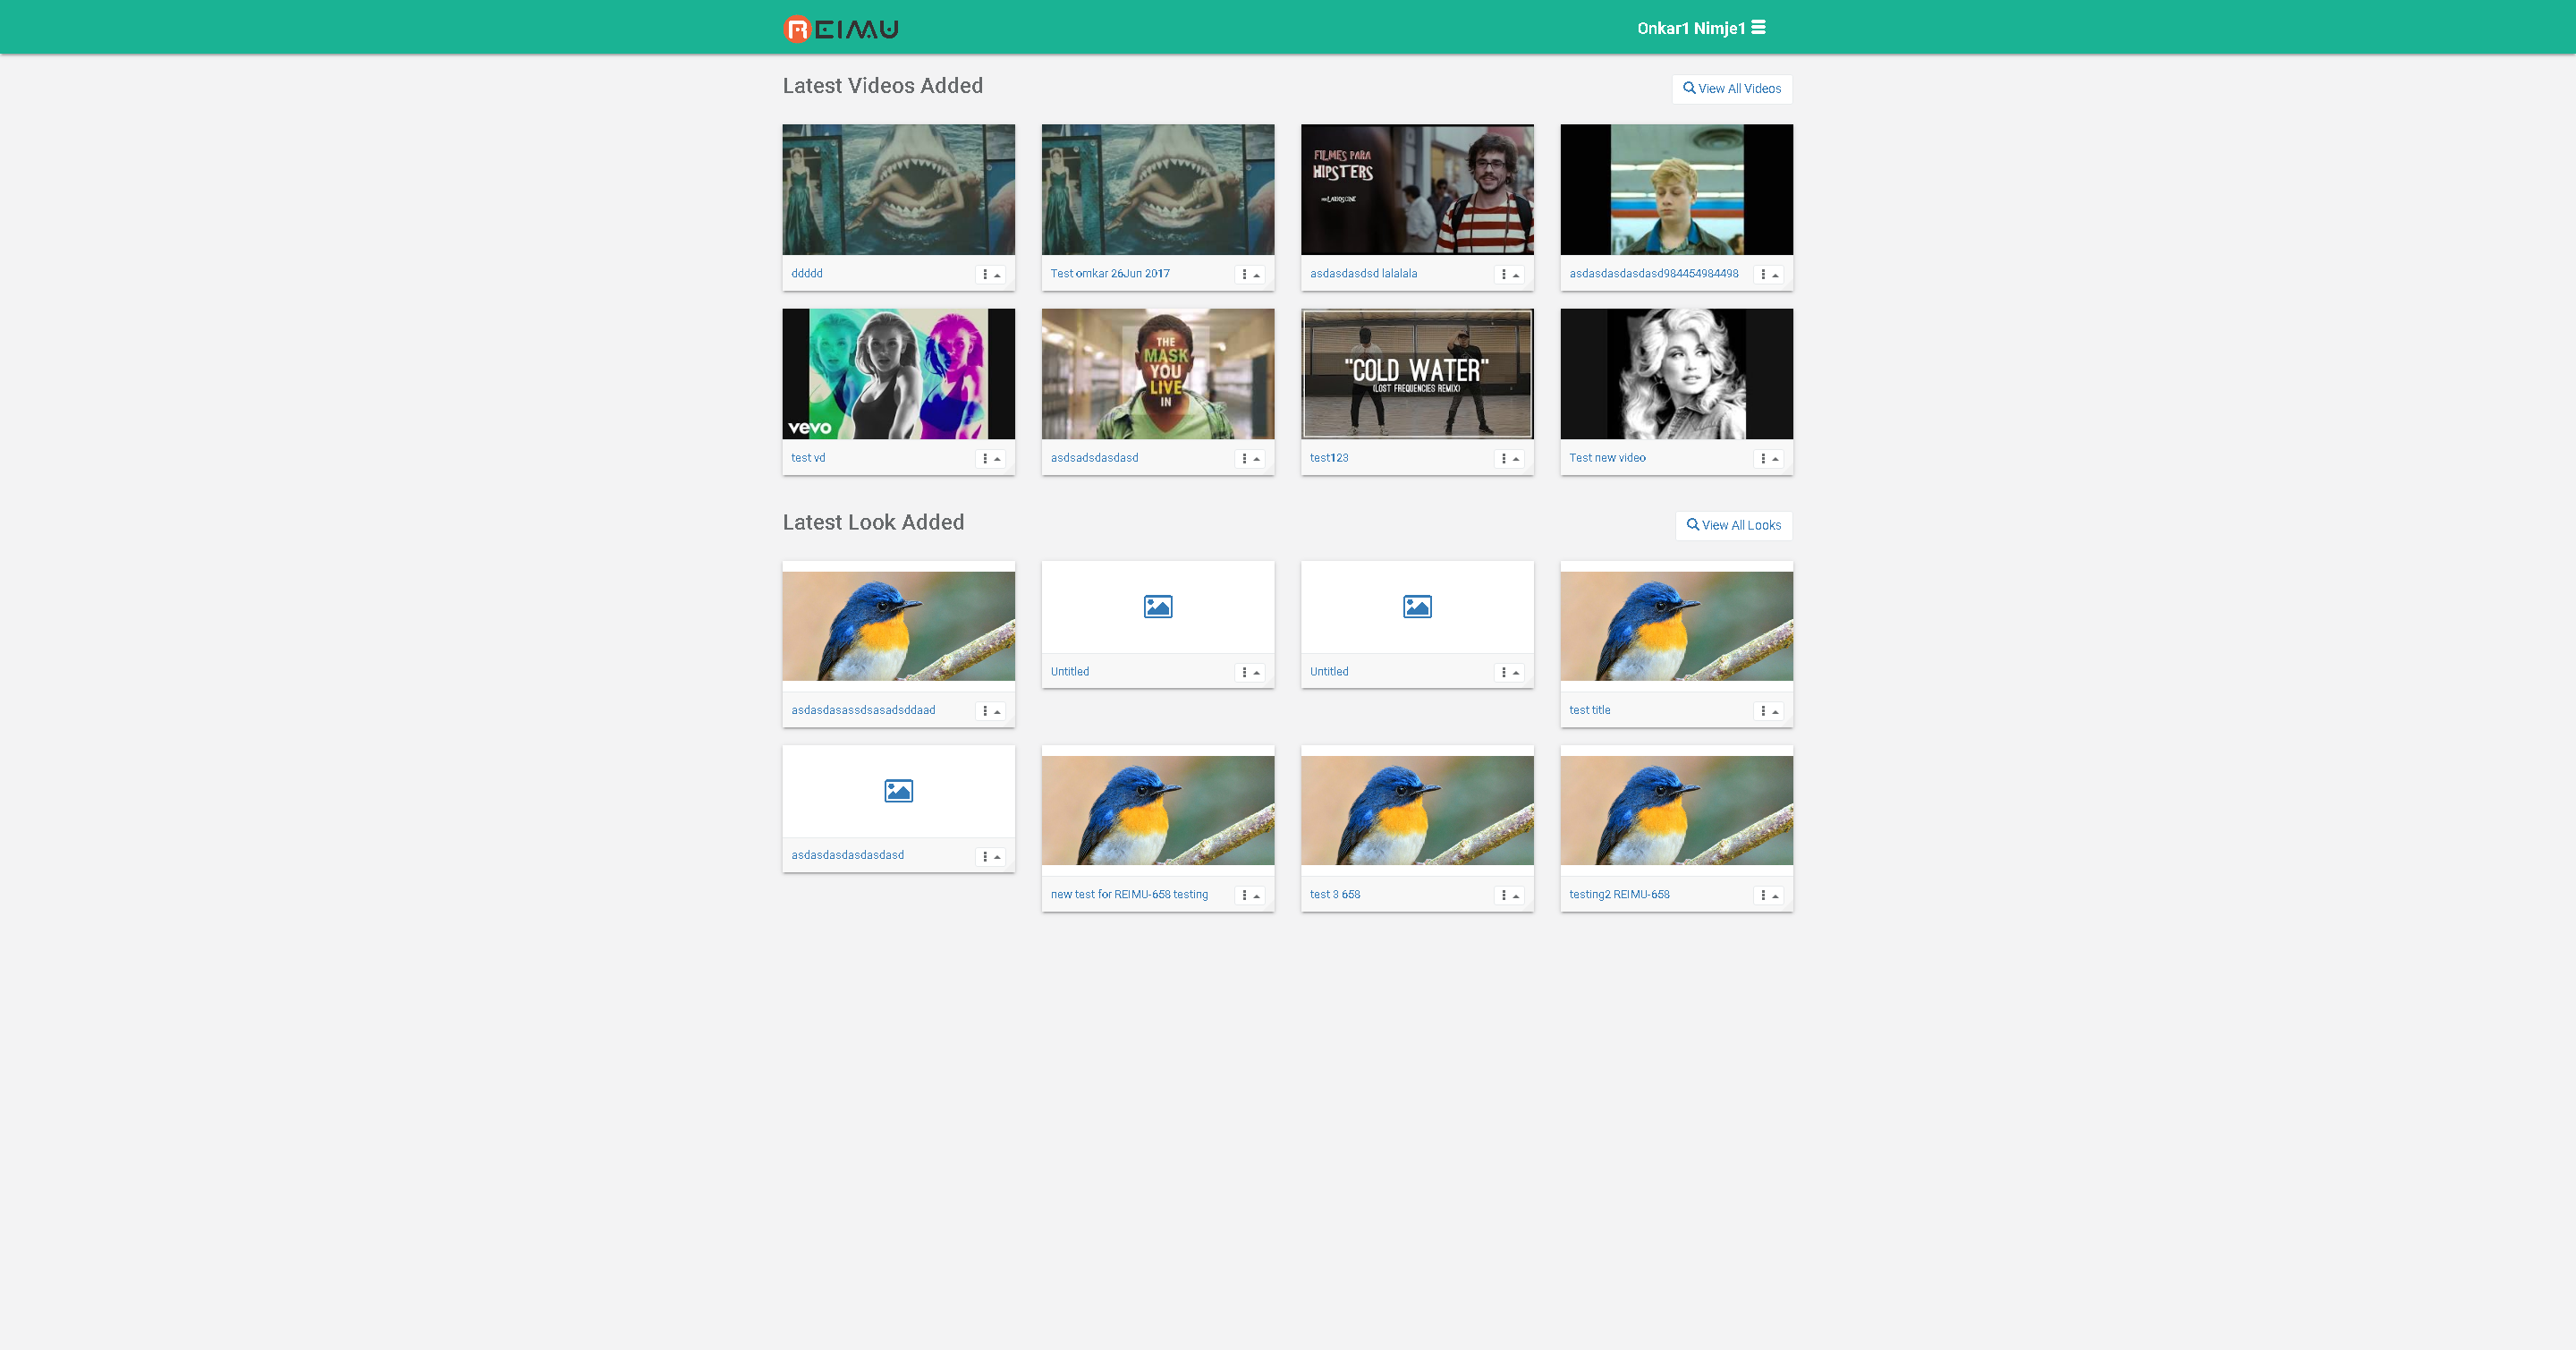 REIMU
Onkar1 Nimje1
Latest Videos Added
View All Videos
FILMES PARA
HIPSTERS
ddddd
Test omkar 26Jun 2017
asdasdasdsd lalalala
asdasdasdasdasd984454984498
THE
MASK
YOU
LIVE
IN
"COLD WATER"
(LOST FREQUENCIES REMIX)
vevo
test vd
asdsadsdasdasd
test123
Test new video
Latest Look Added
View All Looks
asdasdasassdsasadsddaad
Untitled
Untitled
test title
asdasdasdasdasdasd
new test for REIMU-658 testing
test 3 658
testing2 REIMU-658